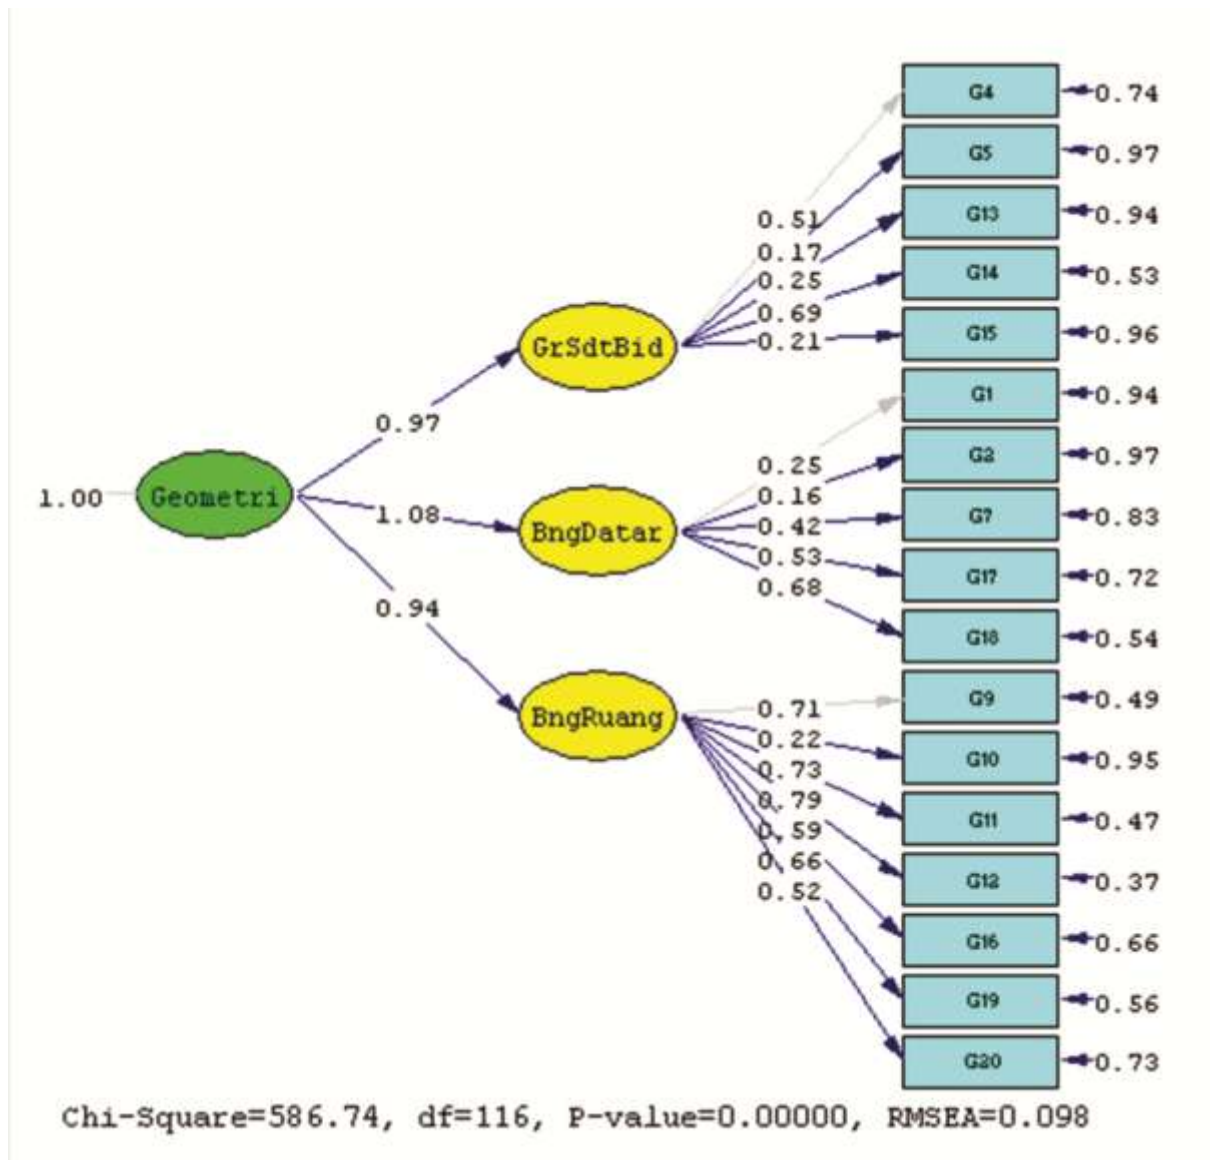 G4
0.74
G5
0.97
0.51
G13
0.94
0.17
0.25
G14
0.53
0.69
GrSdtBid
0.21
G15
0.96
G1
0.94
0.97
0.25
G2
0.97
0.16
1.00
Geometri
1.08
BngDatar
0.42
G7
0.83
0.53
G17
0.72
0.68
0.94
G18
0.54
G9
0.49
BngRuang
0.71
0.22
G10
0.95
0.73
0.79
G11
0.47
0.59
0.66
G12
0.37
0.52
G16
0.66
G19
0.56
G20
0.73
Chi-Square=586.74, df=116, P-value=0.00000, RMSEA=0.098